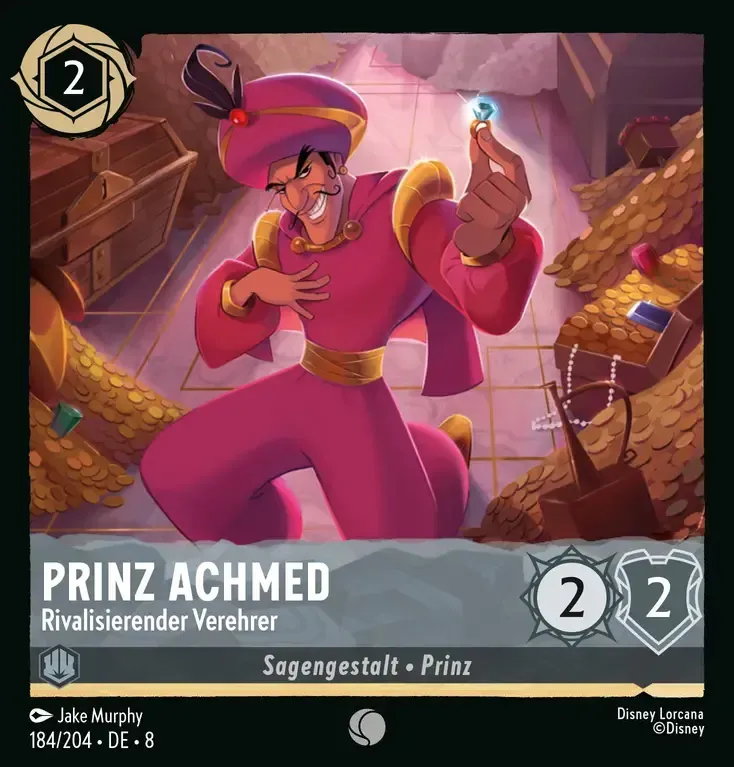 2
PRINZ ACHMED
Rivalisierender Verehrer
2
2
Sagengestalt • Prinz
Jake Murphy
184/204 • DE • 8
Disney Lorcana
©Disney